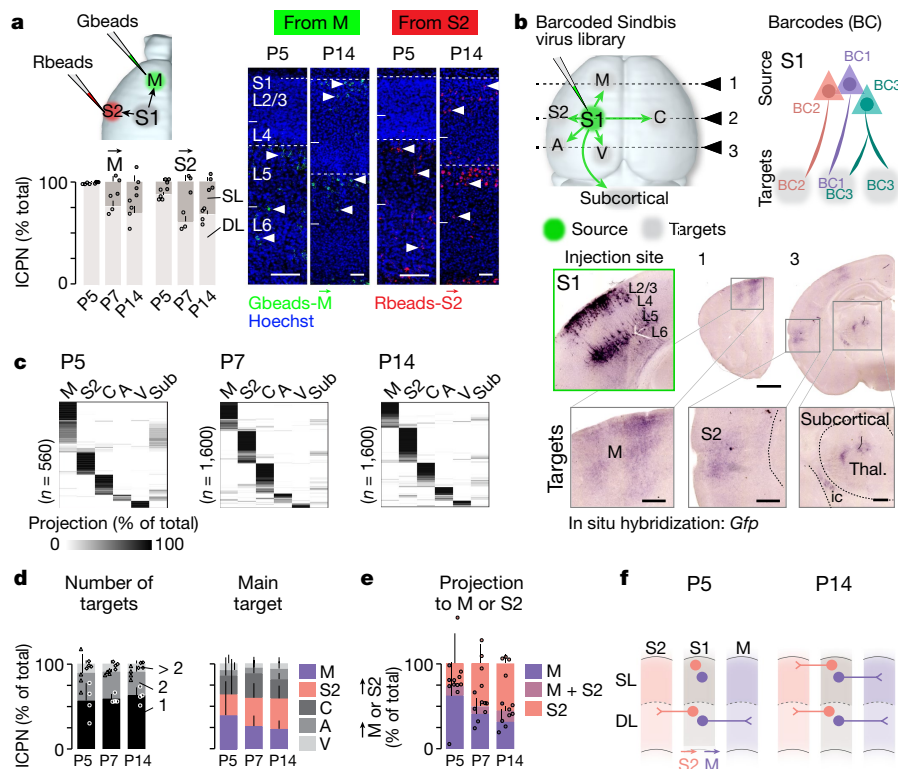 a
Gbeads
Rbeads
M
S2
S1
M
S2
ICPN (% total)
100
50
0
SL
DL
P5
P7
P14
P5
P7
P14
From M
From S2
P5
P14
P5
P14
S1
L2/3
L4
L5
L6
Gbeads-M
Rbeads-S2
Hoechst
b
Barcoded Sindbis
virus library
M
S2
S1
C
A
V
Subcortical
1
2
3
Source
Targets
Barcodes (BC)
S1
Source
Targets
BC1
BC2
BC3
BC2
BC1
BC3
BC3
Injection site
S1
L2/3
L4
L5
L6
1
3
Targets
M
S2
Subcortical
Thal.
ic
In situ hybridization: Gfp
c
P5
P7
P14
M S2 C A V Sub
M S2 C A V Sub
M S2 C A V Sub
(n = 560)
(n = 1,600)
(n = 1,600)
Projection (% of total)
0
100
d
Number of
targets
Main
target
ICPN (% of total)
100
50
0
> 2
2
1
P5 P7 P14
M
S2
C
A
V
P5 P7 P14
e
Projection
to M or S2
M or S2
(% of total)
100
50
0
M
M + S2
S2
P5 P7 P14
f
P5
P14
S2
S1
M
SL
DL
S2 M